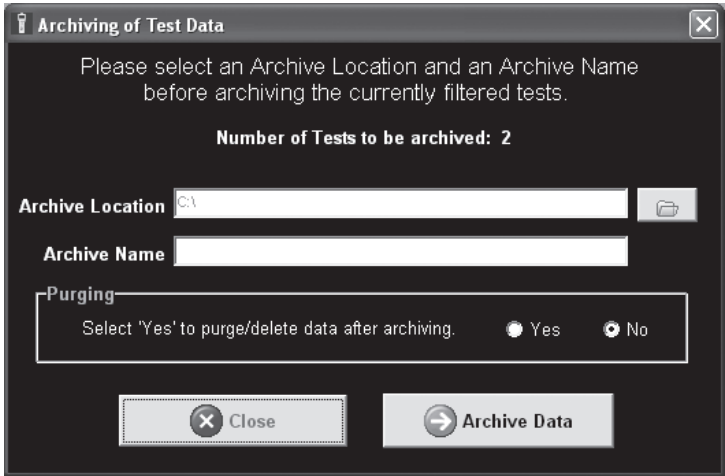 Archiving of Test Data
Please select an Archive Location and an Archive Name
before archiving the currently filtered tests.
Number of Tests to be archived: 2
Archive Location C:\
Archive Name
Purging
Select 'Yes' to purge/delete data after archiving. Yes No
Close Archive Data